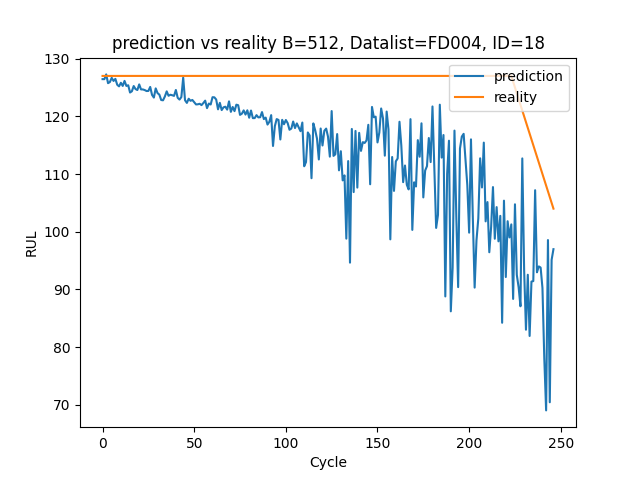 prediction vs reality B=512, Datalist=FD004, ID=18
130
120
110
100
90
80
70
RUL
prediction
reality
0
50
100
150
200
250
Cycle